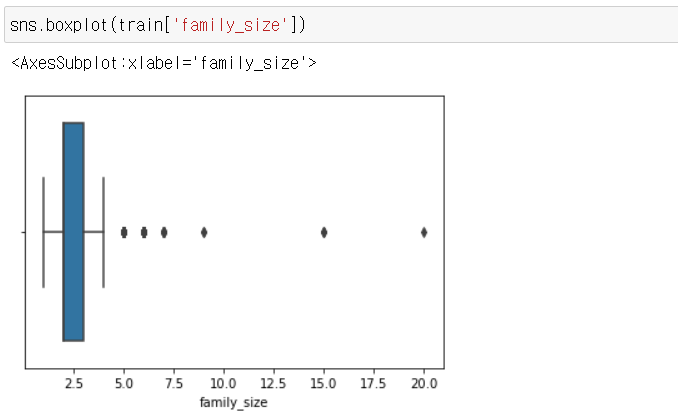 sns.boxplot(train['family_size'])
<AxesSubplot:xlabel='family_size'>
2.5 5.0 7.5 10.0 12.5 15.0 17.5 20.0
family_size